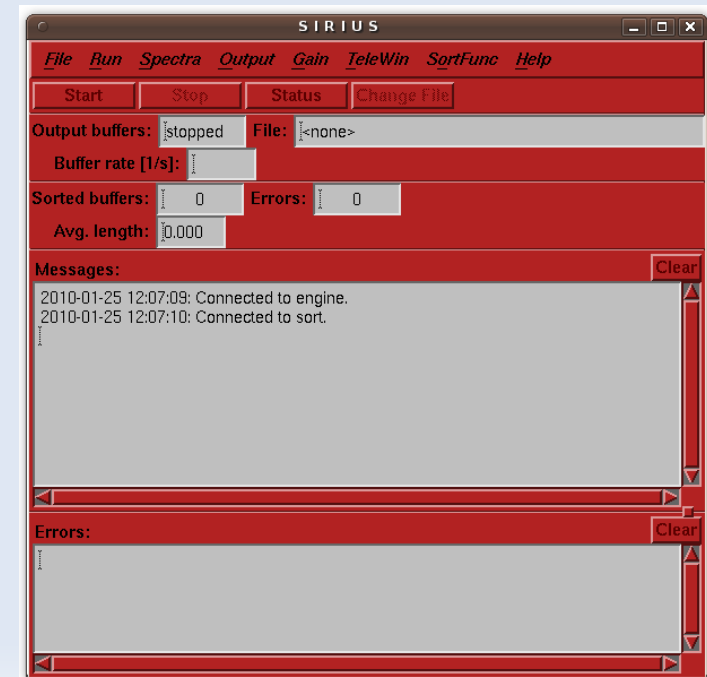 SIRIUS
File Run Spectra Output Gain TeleWin SortFunc Help
Start Stop Status Change File
Output buffers: stopped File: <none>
Buffer rate [1/s]:
Sorted buffers: 0 Errors: 0
Avg. length: 0.000
Messages: Clear
2010-01-25 12:07:09: Connected to engine.
2010-01-25 12:07:10: Connected to sort.
Errors: Clear